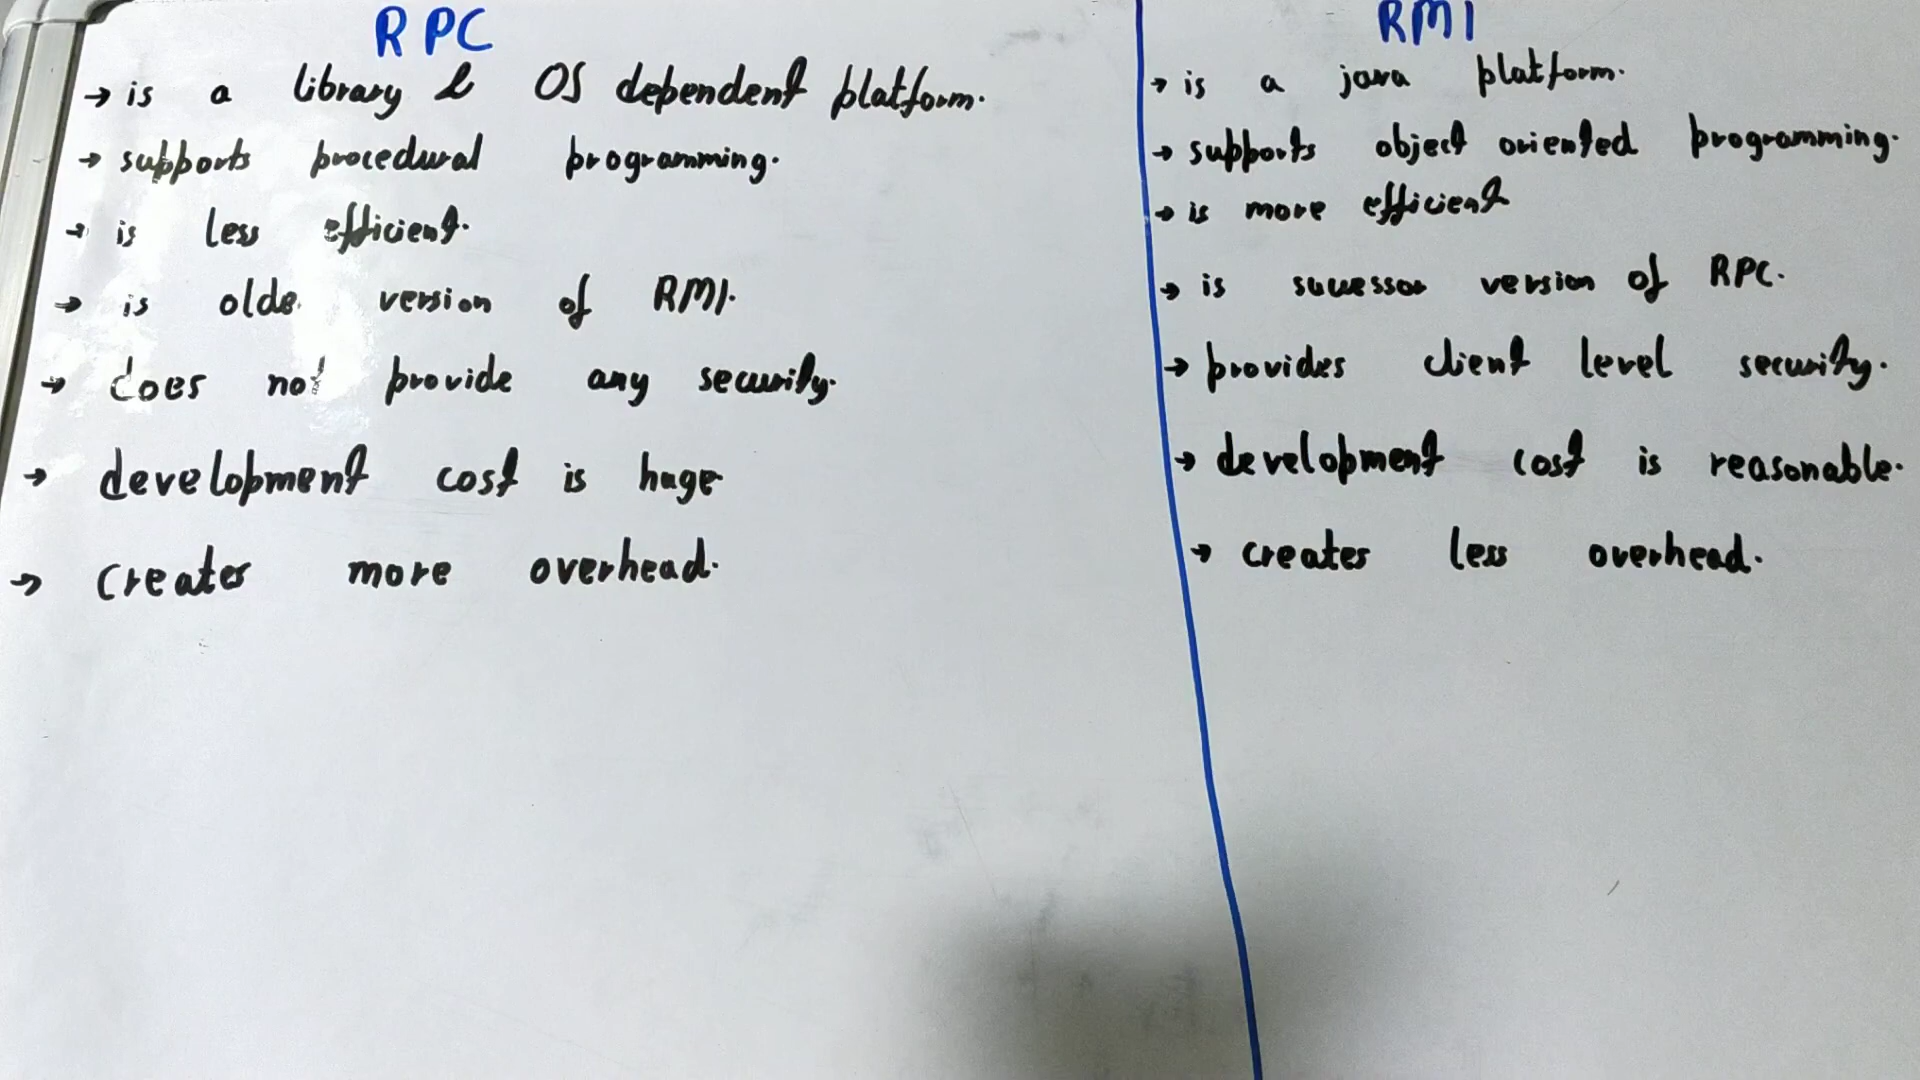 RPC
→ is a library & OS dependent platform.
→ supports procedural programming.
→ is less efficient.
→ is olde version of RMI.
→ does not provide any security.
→ development cost is huge
→ creates more overhead.
RMI
→ is a java platform.
→ supports object oriented programming.
→ is more efficient
→ is sucessor version of RPC.
→ provides client level security.
→ development cost is reasonable.
→ creates less overhead.